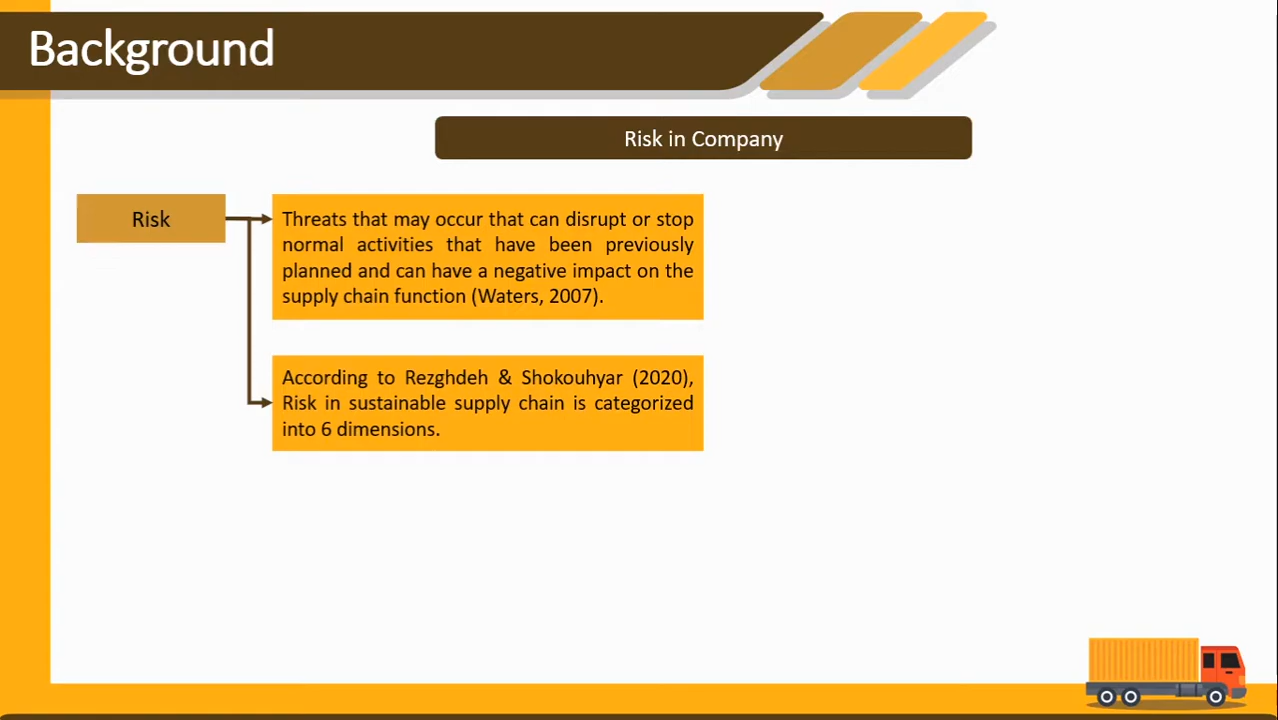 Background
Risk in Company
Risk
Threats that may occur that can disrupt or stop
normal activities that have been previously
planned and can have a negative impact on the
supply chain function (Waters, 2007).
According to Rezghdeh & Shokouhyar (2020),
Risk in sustainable supply chain is categorized
into 6 dimensions.